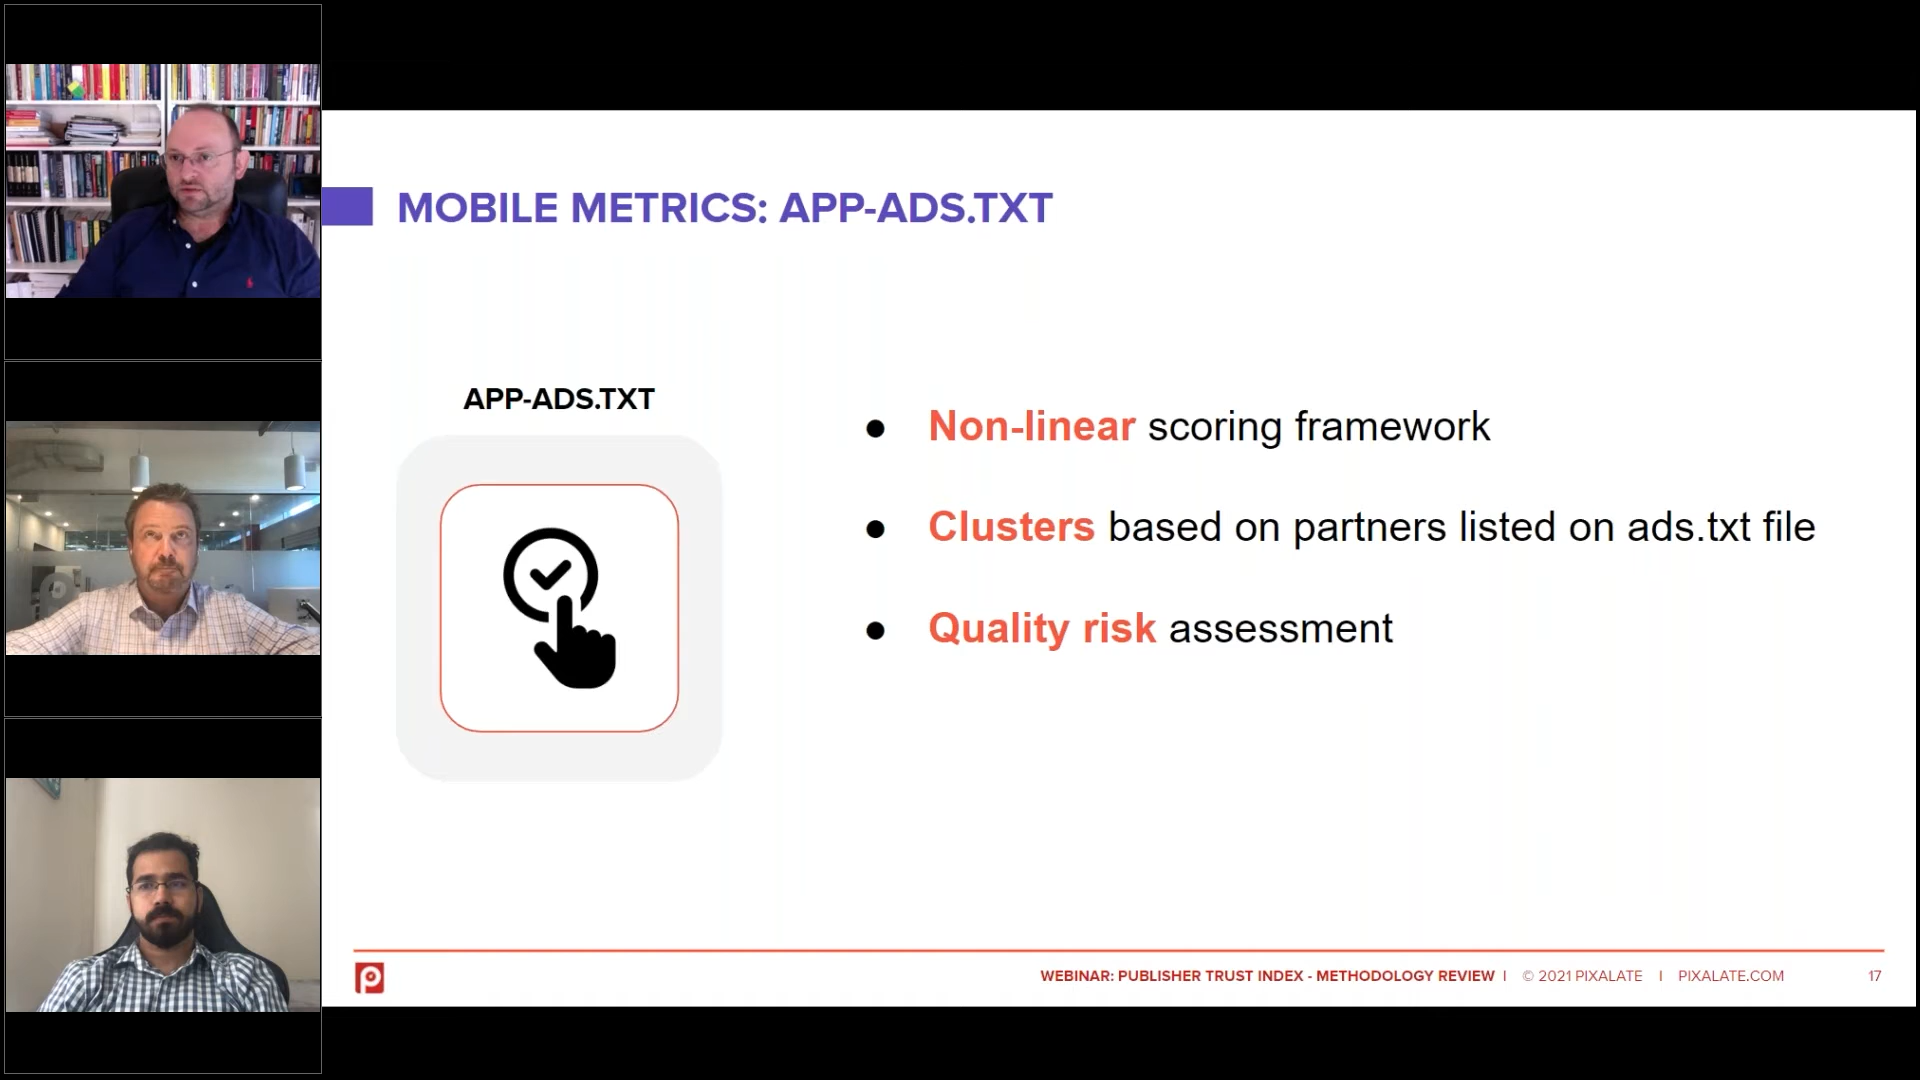 MOBILE METRICS: APP-ADS.TXT
APP-ADS.TXT
● Non-linear scoring framework
● Clusters based on partners listed on ads.txt file
● Quality risk assessment
WEBINAR: PUBLISHER TRUST INDEX - METHODOLOGY REVIEW I © 2021 PIXALATE I PIXALATE.COM 17